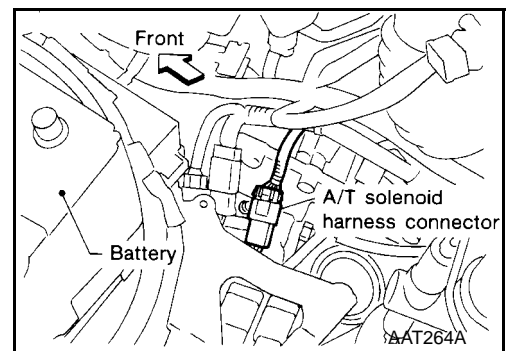 Front
A/T solenoid
harness connector
Battery
AAT264A